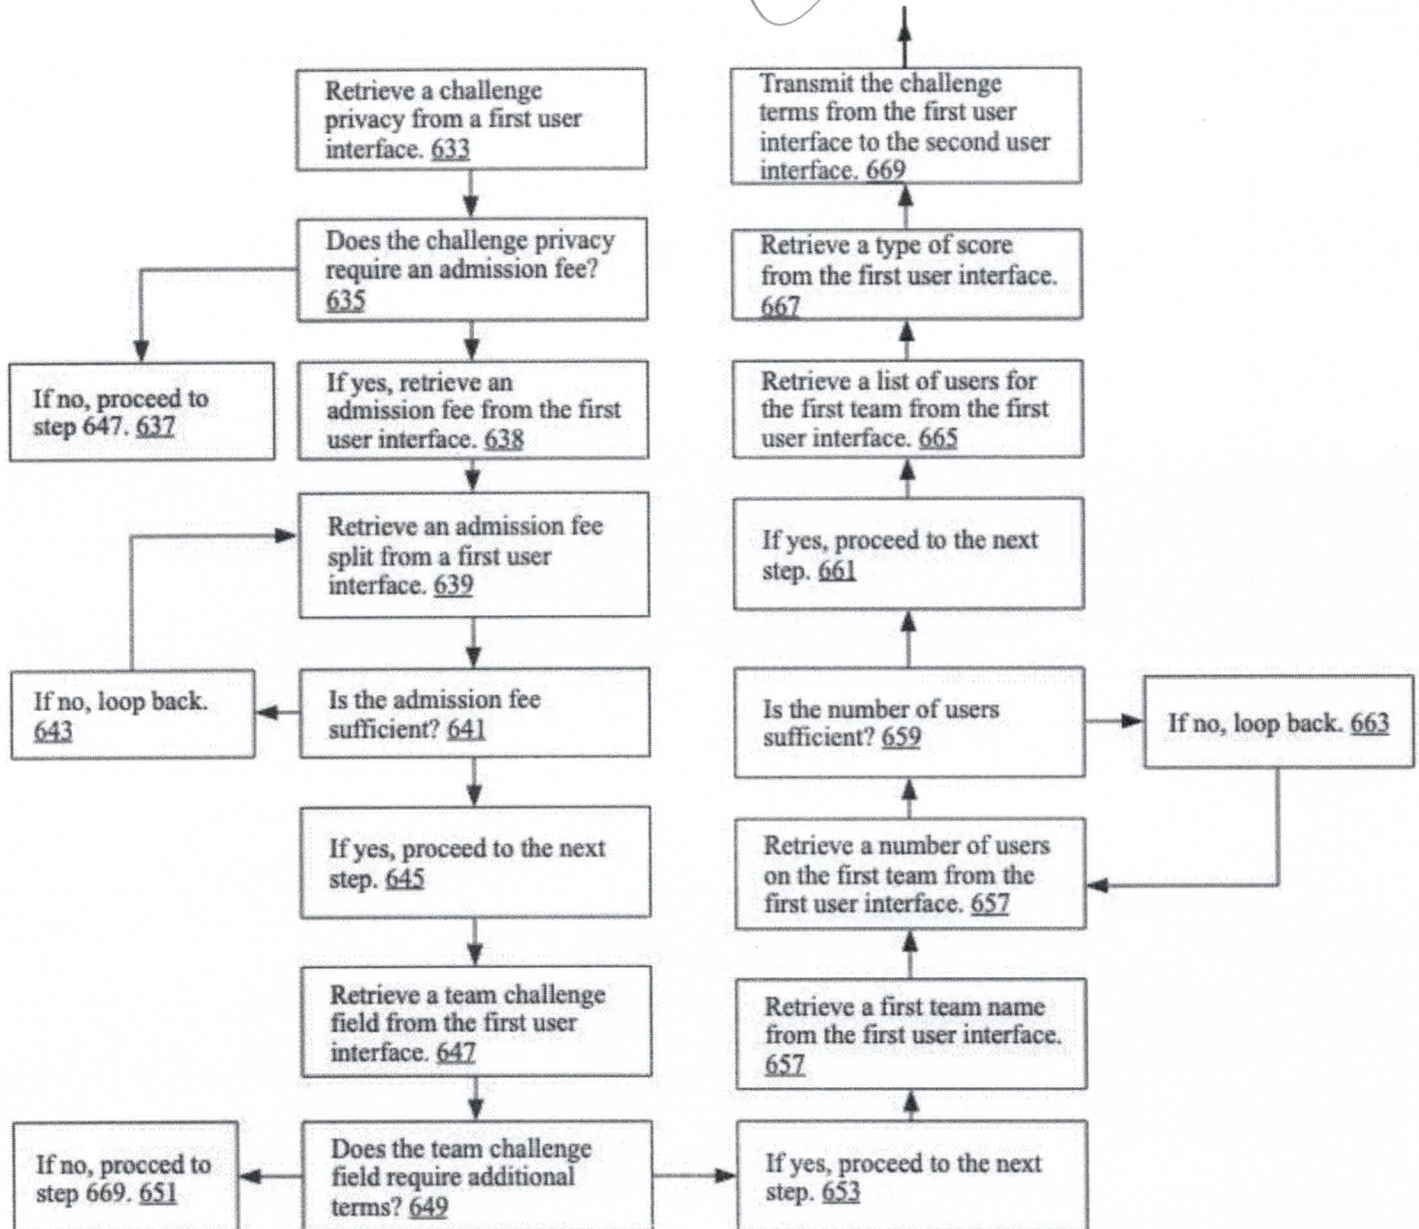 Retrieve a challenge
privacy from a first user
interface. 633
Does the challenge privacy
require an admission fee?
635
If no, proceed to
step 647. 637
If yes, retrieve an
admission fee from the first
user interface. 638
Retrieve an admission fee
split from a first user
interface. 639
If no, loop back.
643
Is the admission fee
sufficient? 641
If yes, proceed to the next
step. 645
Retrieve a team challenge
field from the first user
interface. 647
If no, procced to
step 669. 651
Does the team challenge
field require additional
terms? 649
If yes, proceed to the next
step. 653
Retrieve a first team name
from the first user interface.
657
Retrieve a number of users
on the first team from the
first user interface. 657
Is the number of users
sufficient? 659
If no, loop back. 663
If yes, proceed to the next
step. 661
Retrieve a list of users for
the first team from the first
user interface. 665
Retrieve a type of score
from the first user interface.
667
Transmit the challenge
terms from the first user
interface to the second user
interface. 669